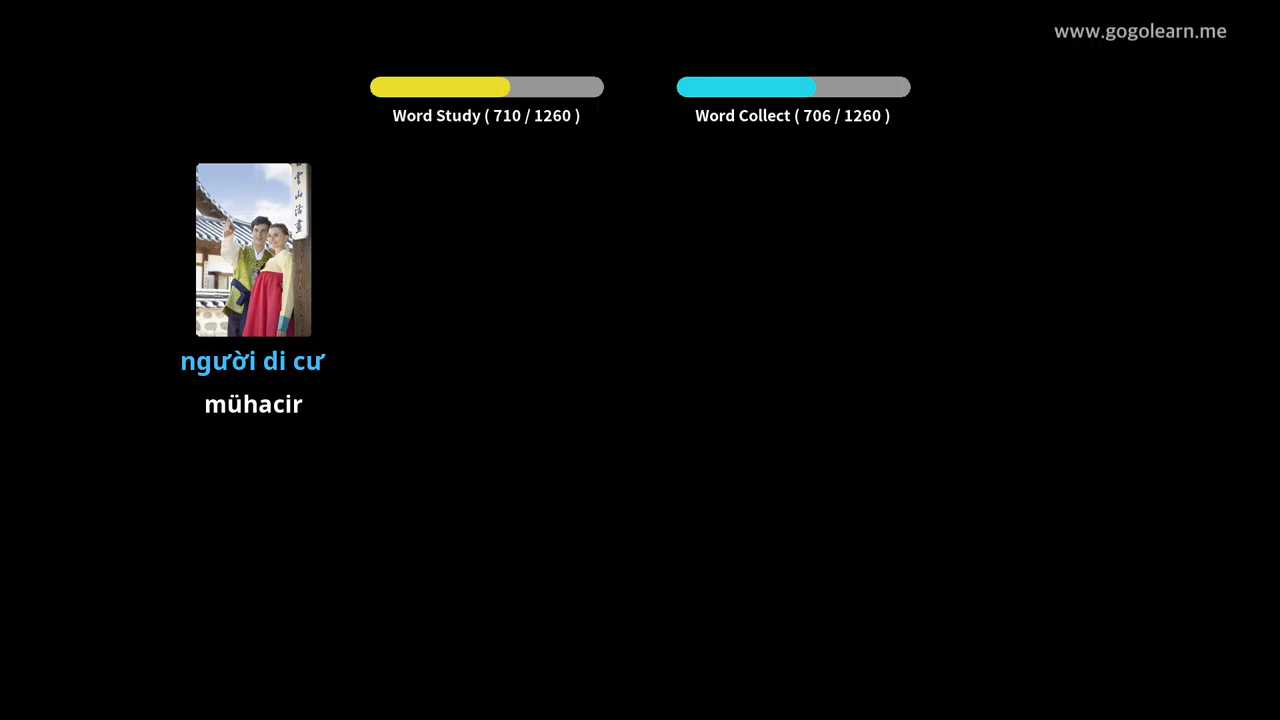 www.gogolearn.me
Word Study ( 710 / 1260 )
Word Collect ( 706 / 1260 )
người di cư
mühacir